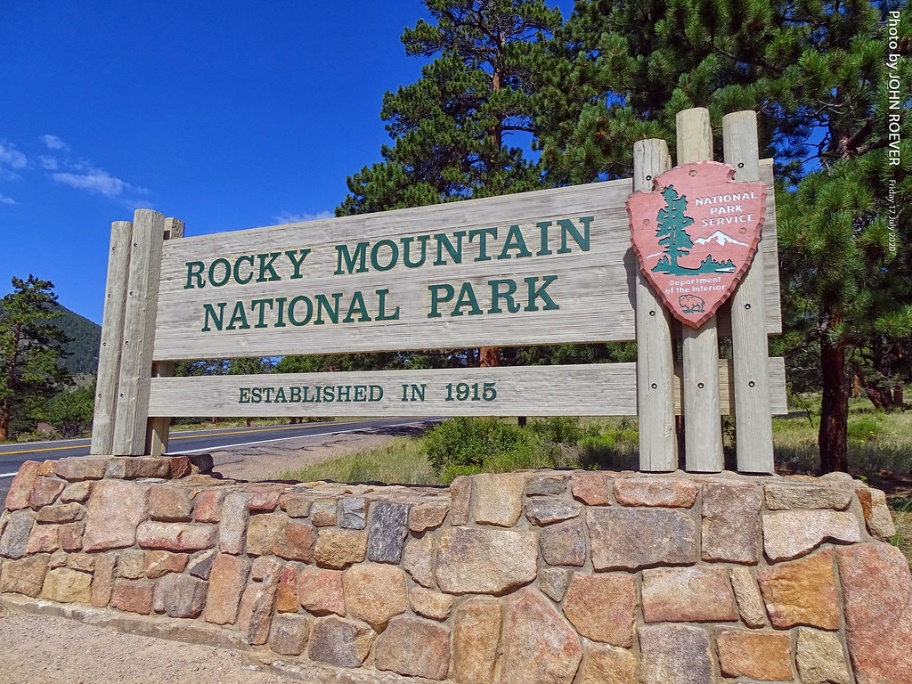 ROCKY MOUNTAIN
NATIONAL PARK
ESTABLISHED IN 1915
NATIONAL
PARK
SERVICE
Department
of the Interior
Photo by JOHN ROEVER Friday 17 July 2020